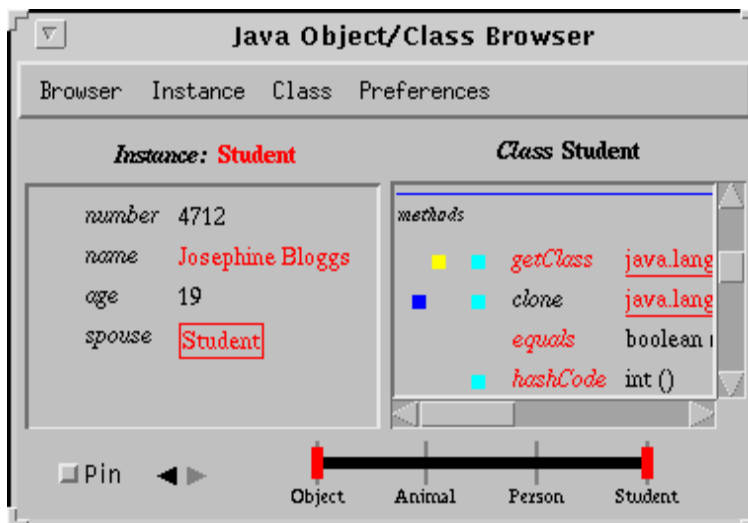 Java Object/Class Browser
Browser Instance Class Preferences
Instance: Student
number 4712
name Josephine Bloggs
age 19
spouse Student
Class Student
methods
getClass java.lang
clone java.lang
equals boolean
hashCode int ()
Pin
Object Animal Person Student